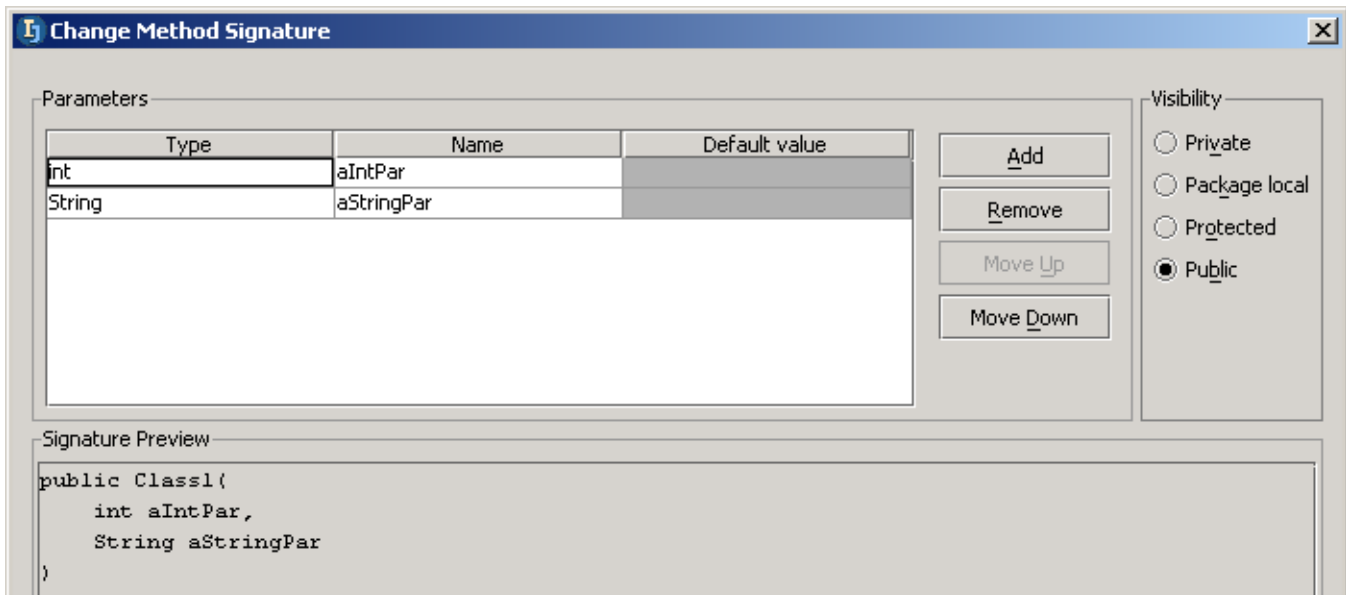 Change Method Signature
Parameters
Type Name Default value
int aIntPar
String aStringPar
Add
Remove
Move Up
Move Down
Visibility
Private
Package local
Protected
Public
Signature Preview
public Class1(
int aIntPar,
String aStringPar
)